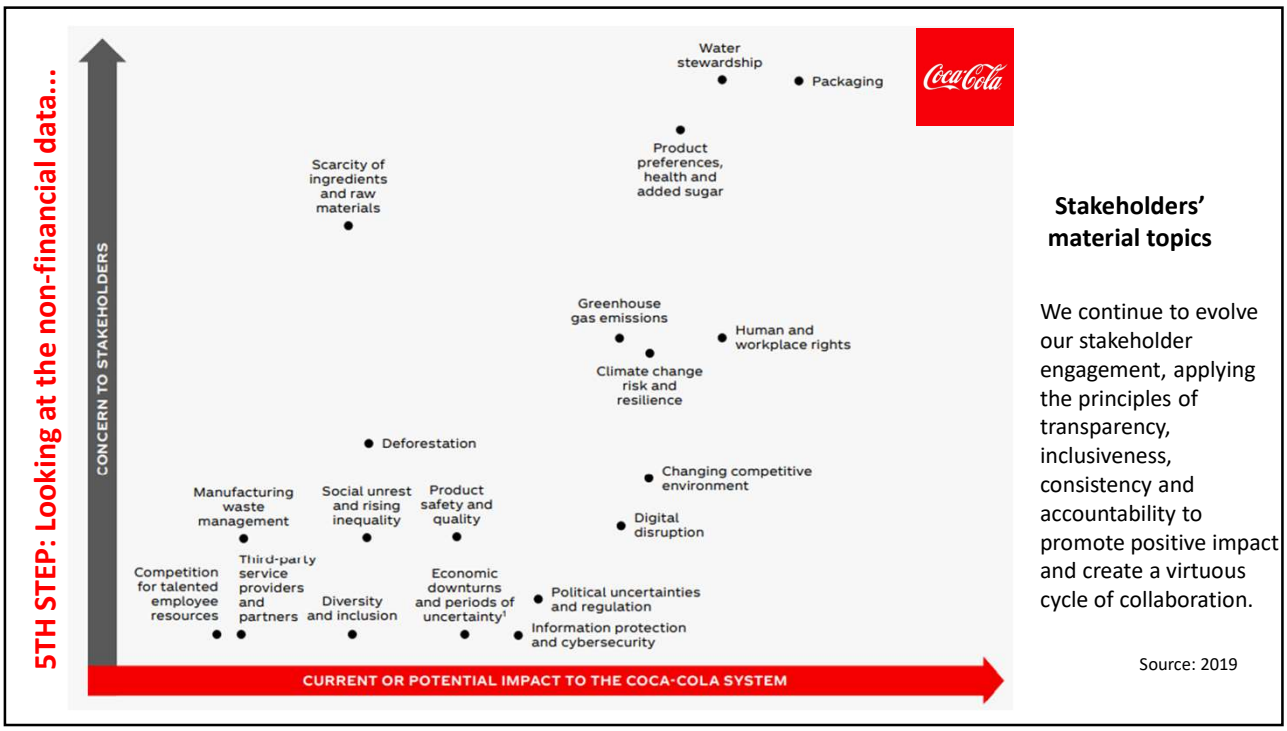 5TH STEP: Looking at the non-financial data...
CONCERN TO STAKEHOLDERS
Water
stewardship
Packaging
Coca-Cola
Product
preferences,
health and
added sugar
Scarcity of
ingredients
and raw
materials
Greenhouse
gas emissions
Human and
workplace rights
Climate change
risk and
resilience
Deforestation
Changing competitive
environment
Manufacturing
waste
management
Social unrest
and rising
inequality
Product
safety and
quality
Digital
disruption
Competition
for talented
employee
resources
Third-party
service
providers
and
partners
Diversity
and inclusion
Economic
downturns
and periods of
uncertainty¹
Political uncertainties
and regulation
Information protection
and cybersecurity
CURRENT OR POTENTIAL IMPACT TO THE COCA-COLA SYSTEM
Stakeholders’
material topics
We continue to evolve
our stakeholder
engagement, applying
the principles of
transparency,
inclusiveness,
consistency and
accountability to
promote positive impact
and create a virtuous
cycle of collaboration.
Source: 2019